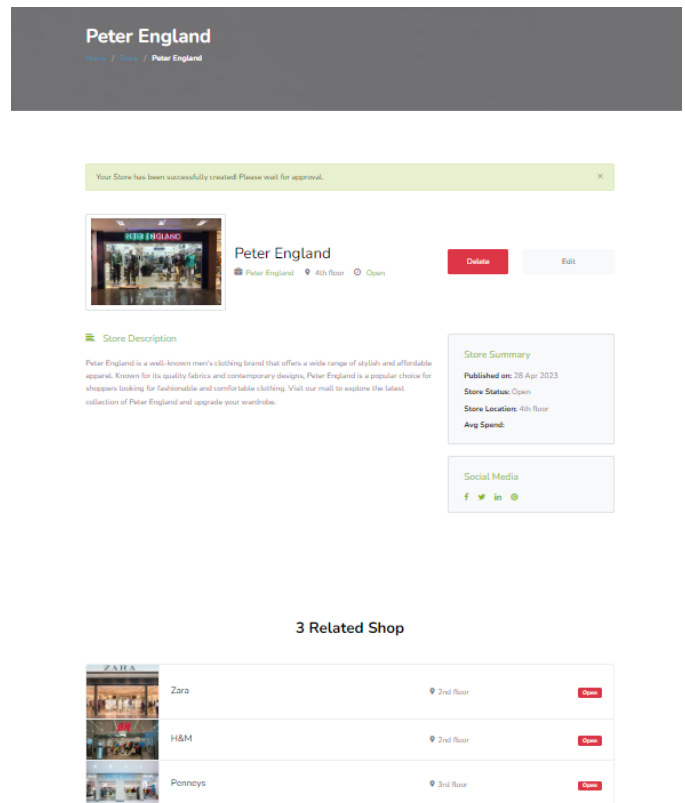 Peter England
Home / Store / Peter England
Your Store has been successfully created! Please wait for approval.
×
PETER ENGLAND
Peter England
Peter England 4th floor Open
Delete
Edit
Store Description
Peter England is a well-known men's clothing brand that offers a wide range of stylish and affordable
apparel. Known for its quality fabrics and contemporary designs, Peter England is a popular choice for
shoppers looking for fashionable and comfortable clothing. Visit our mall to explore the latest
collection of Peter England and upgrade your wardrobe.
Store Summary
Published on: 28 Apr 2023
Store Status: Open
Store Location: 4th floor
Avg Spend:
Social Media
3 Related Shop
ZARA
Zara 2nd floor Open
H&M
H&M 2nd floor Open
Penneys 3rd floor Open